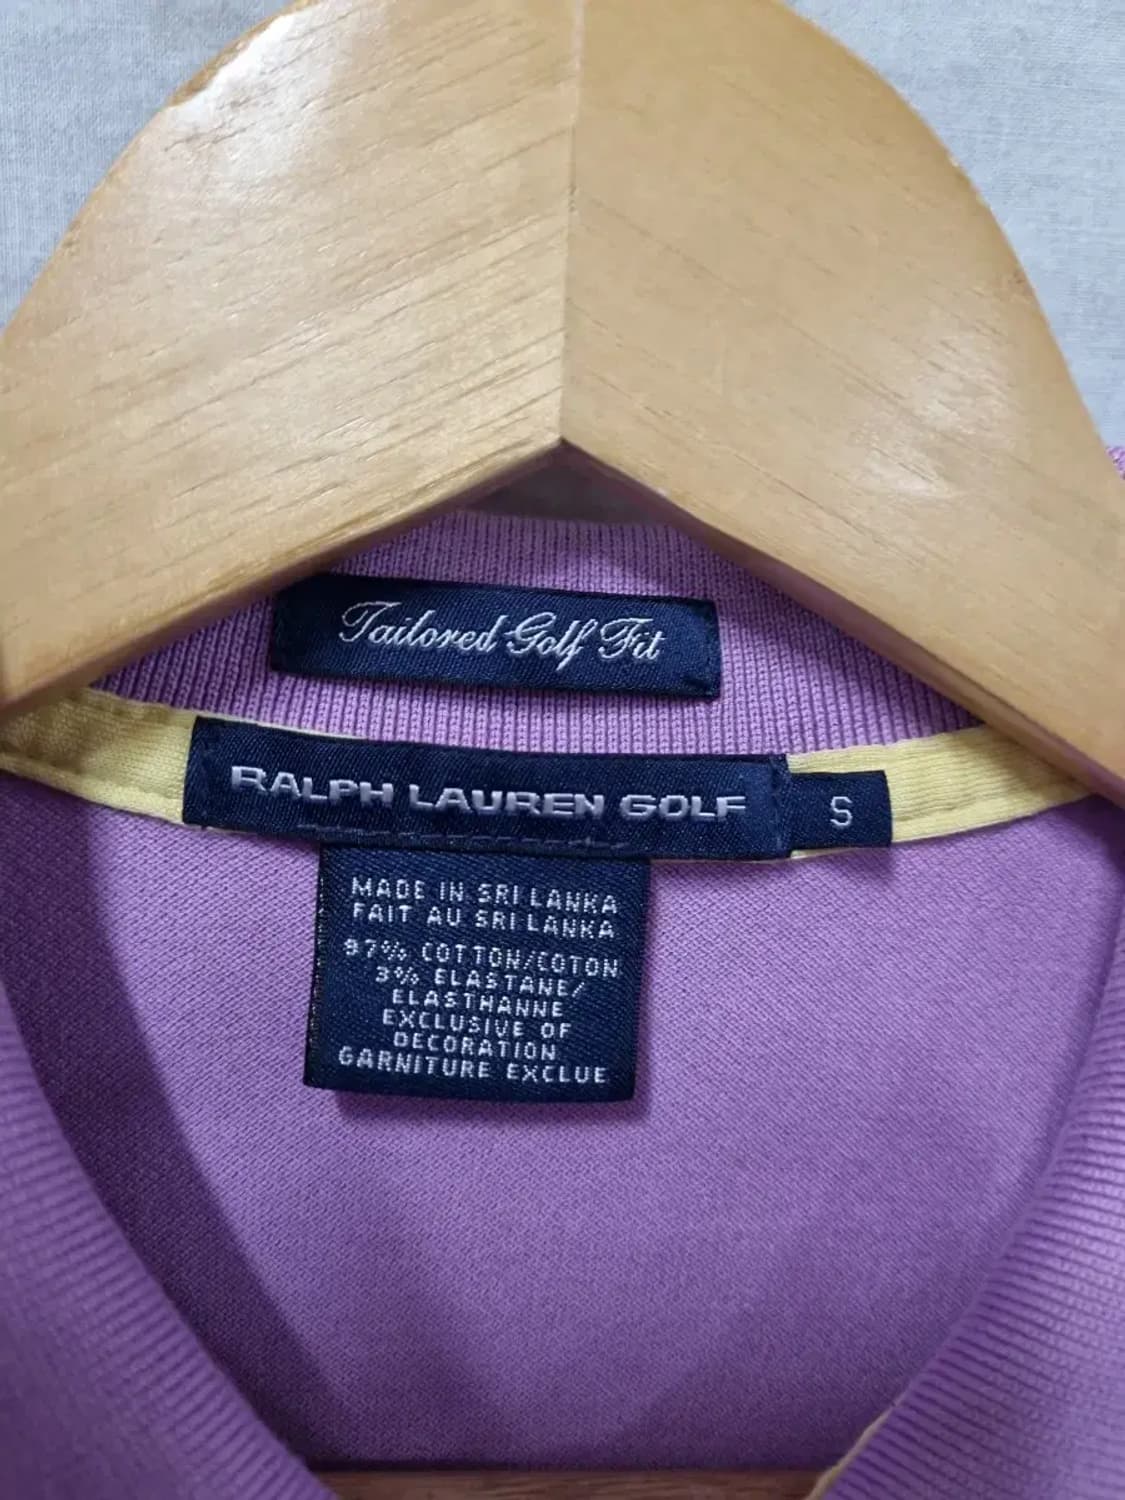 Tailored Golf Fit
RALPH LAUREN GOLF
S
MADE IN SRI LANKA
FAIT AU SRI LANKA
97% COTTON/COTON
3% ELASTANE/
ELASTHANNE
EXCLUSIVE OF
DECORATION
GARNITURE EXCLUE